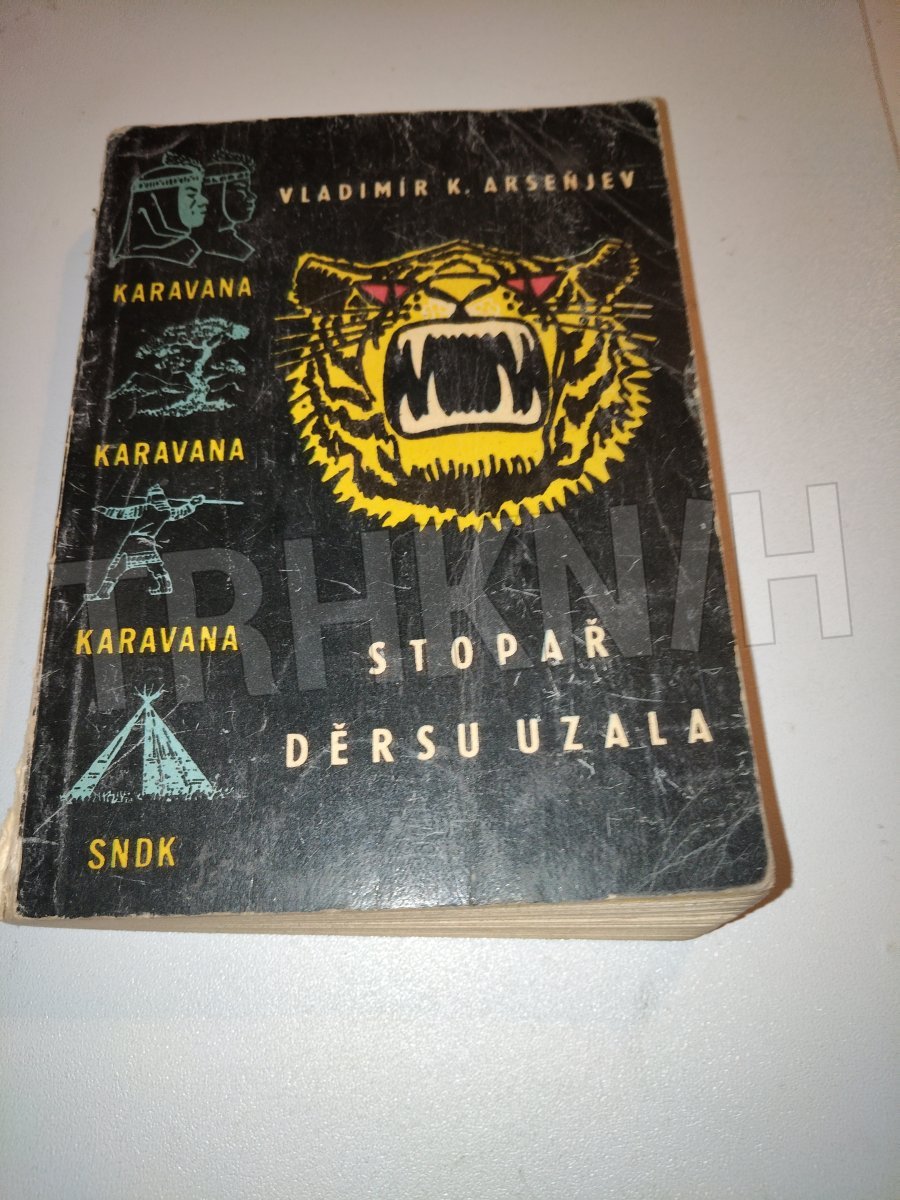 VLADIMÍR K. ARSEŇJEV
KARAVANA
KARAVANA
KARAVANA
STOPAŘ
DĚRSU UZALA
SNDK
TRHKNIH